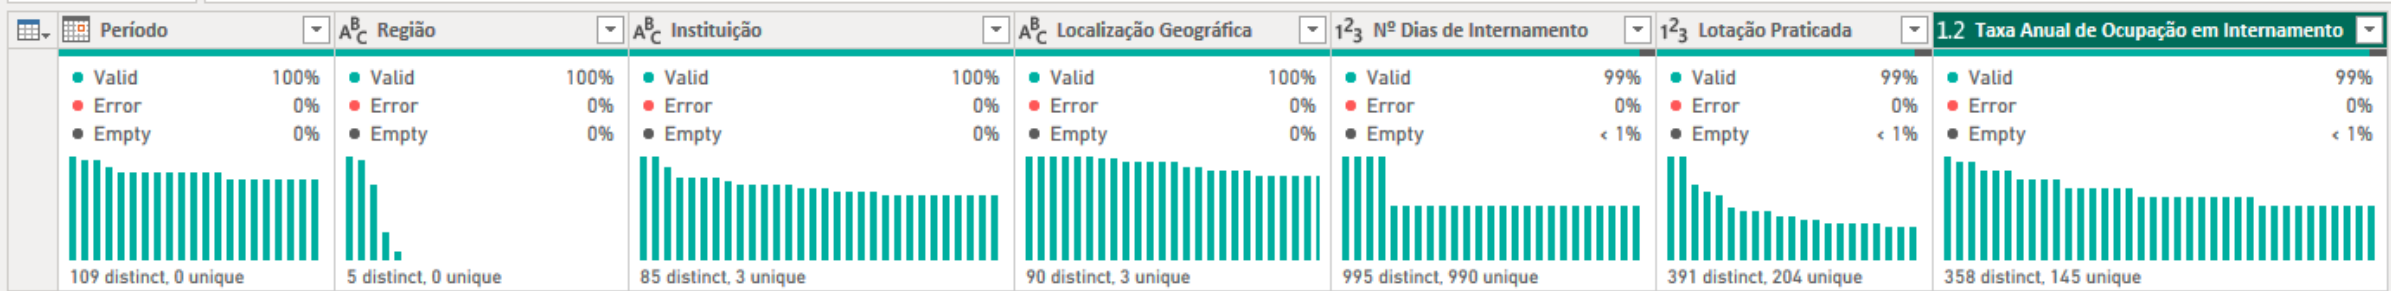 Período
Região
Instituição
Localização Geográfica
Nº Dias de Internamento
Lotação Praticada
Taxa Anual de Ocupação em Internamento
Valid 100%
Error 0%
Empty 0%
109 distinct, 0 unique
Valid 100%
Error 0%
Empty 0%
5 distinct, 0 unique
Valid 100%
Error 0%
Empty 0%
85 distinct, 3 unique
Valid 100%
Error 0%
Empty 0%
90 distinct, 3 unique
Valid 99%
Error 0%
Empty < 1%
995 distinct, 990 unique
Valid 99%
Error 0%
Empty < 1%
391 distinct, 204 unique
Valid 99%
Error 0%
Empty < 1%
358 distinct, 145 unique